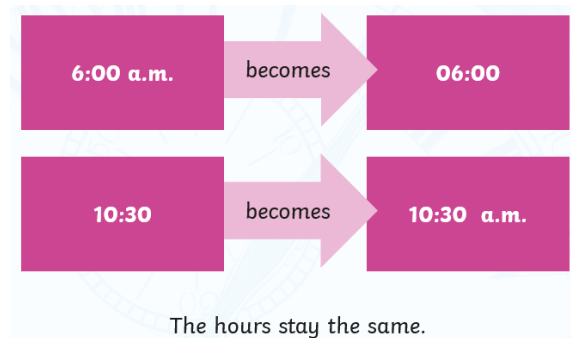 6:00 a.m. becomes 06:00
10:30 becomes 10:30 a.m.
The hours stay the same.